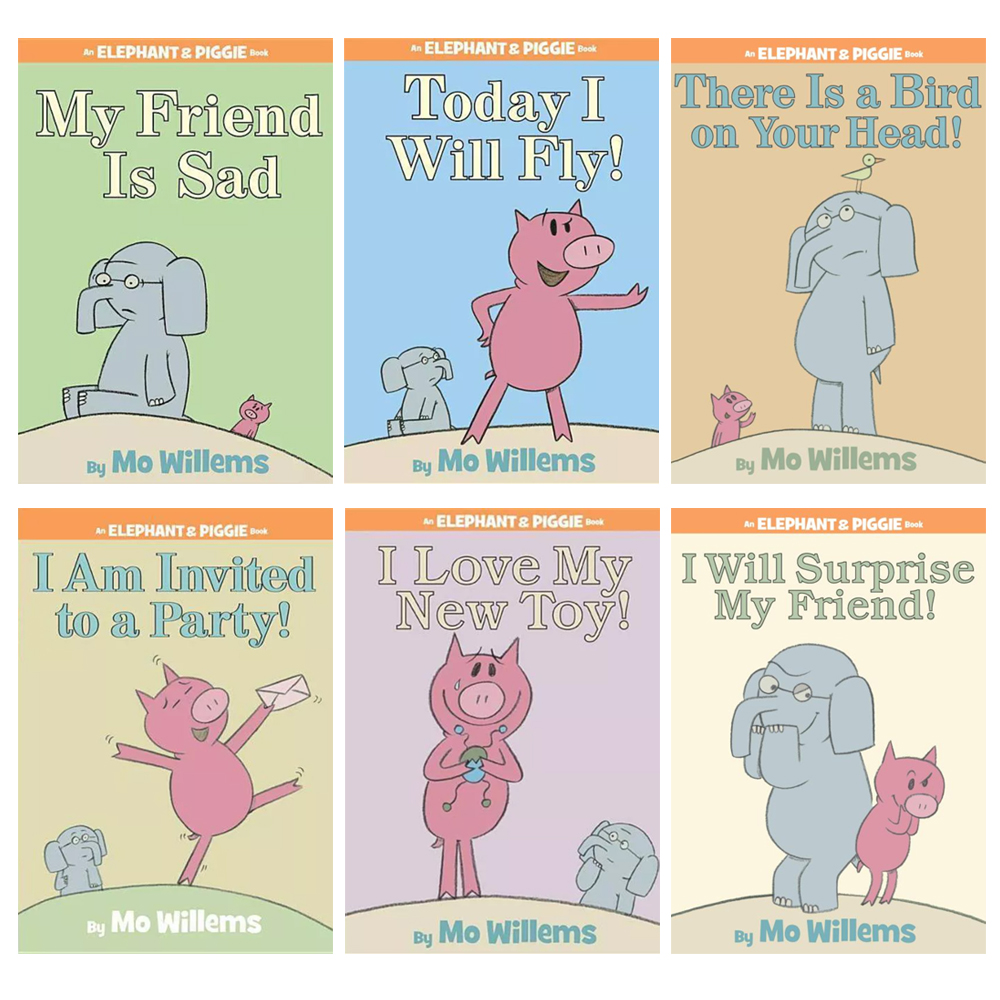 An ELEPHANT & PIGGIE Book
My Friend
Is Sad
By Mo Willems
An ELEPHANT & PIGGIE Book
Today I
Will Fly!
By Mo Willems
An ELEPHANT & PIGGIE Book
There Is a Bird
on Your Head!
By Mo Willems
An ELEPHANT & PIGGIE Book
I Am Invited
to a Party!
By Mo Willems
An ELEPHANT & PIGGIE Book
I Love My
New Toy!
By Mo Willems
An ELEPHANT & PIGGIE Book
I Will Surprise
My Friend!
By Mo Willems